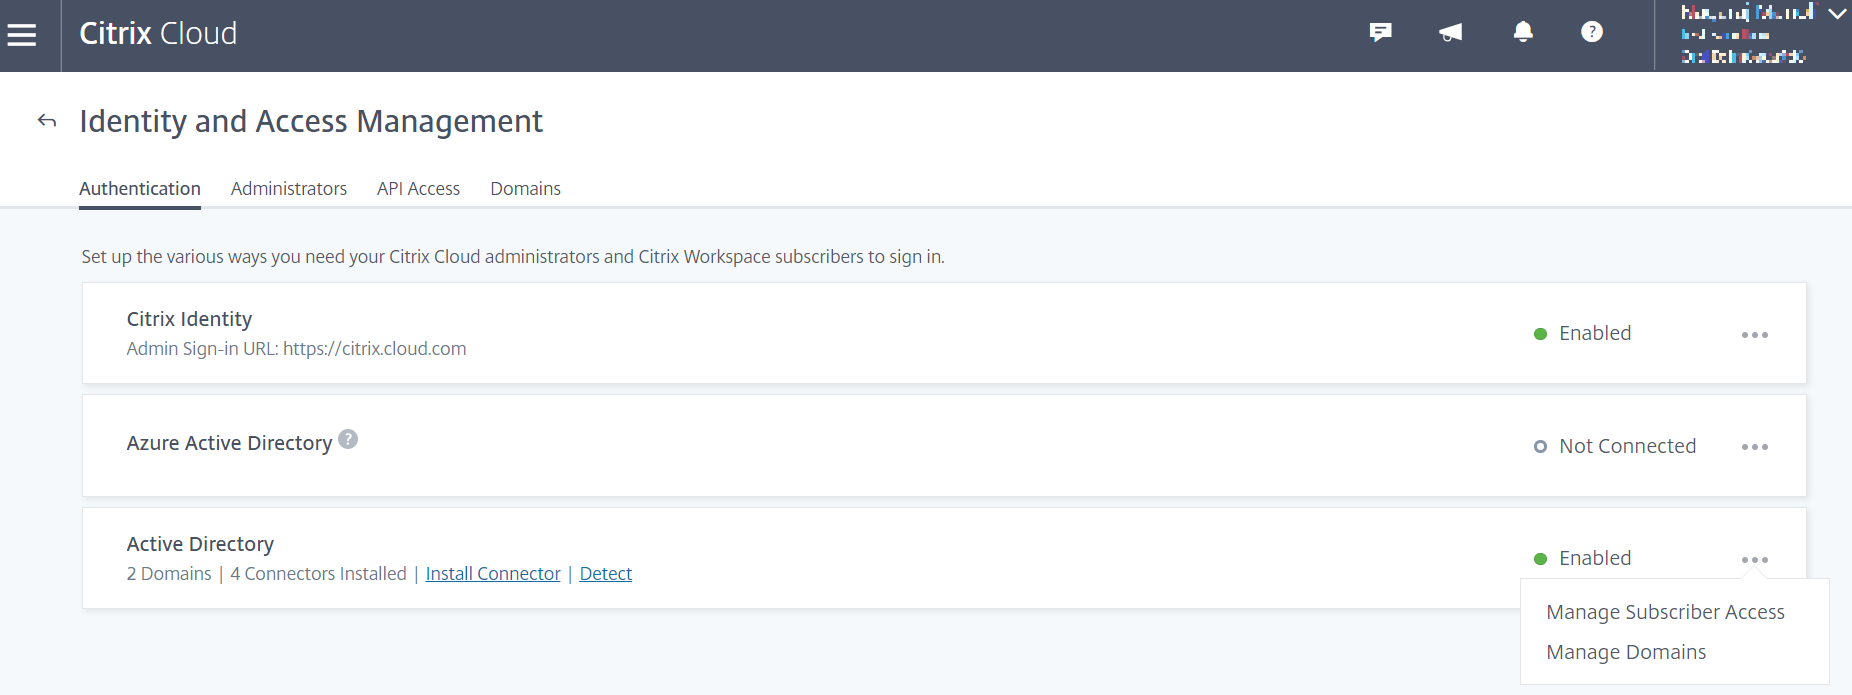 Citrix Cloud
Identity and Access Management
Authentication Administrators API Access Domains
Set up the various ways you need your Citrix Cloud administrators and Citrix Workspace subscribers to sign in.
Citrix Identity
Admin Sign-in URL: https://citrix.cloud.com
Enabled
Azure Active Directory ?
Not Connected
Active Directory
2 Domains | 4 Connectors Installed | Install Connector | Detect
Enabled
Manage Subscriber Access
Manage Domains